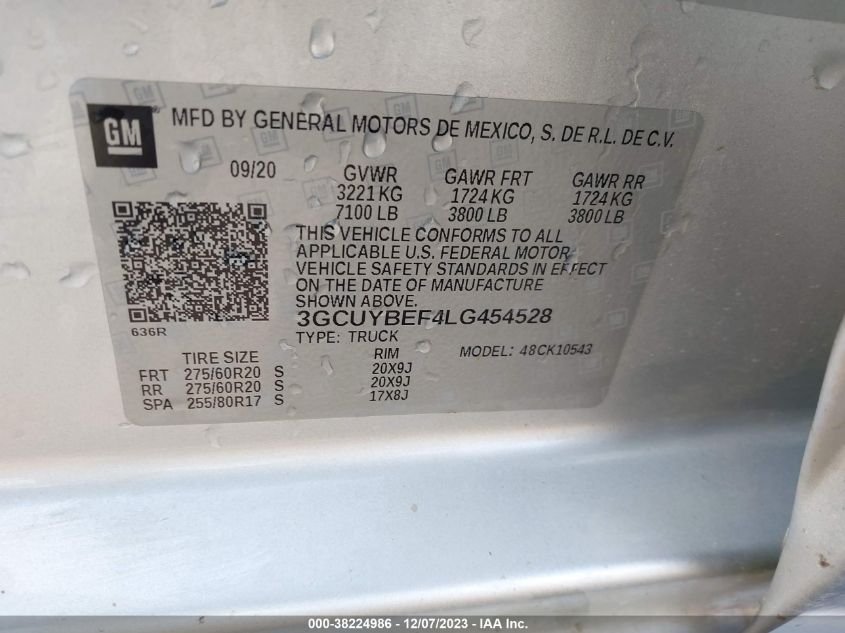 GM
MFD BY GENERAL MOTORS DE MEXICO, S. DE R.L. DE C.V.
09/20 GVWR GAWR FRT GAWR RR
3221 KG 1724 KG 1724 KG
7100 LB 3800 LB 3800 LB
THIS VEHICLE CONFORMS TO ALL
APPLICABLE U.S. FEDERAL MOTOR
VEHICLE SAFETY STANDARDS IN EFFECT
ON THE DATE OF MANUFACTURE
SHOWN ABOVE.
3GCUYBEF4LG454528
636R
TYPE: TRUCK MODEL: 48CK10543
TIRE SIZE RIM
FRT 275/60R20 S 20X9J
RR 275/60R20 S 20X9J
SPA 255/80R17 S 17X8J
000-38224986 - 12/07/2023 - IAA Inc.